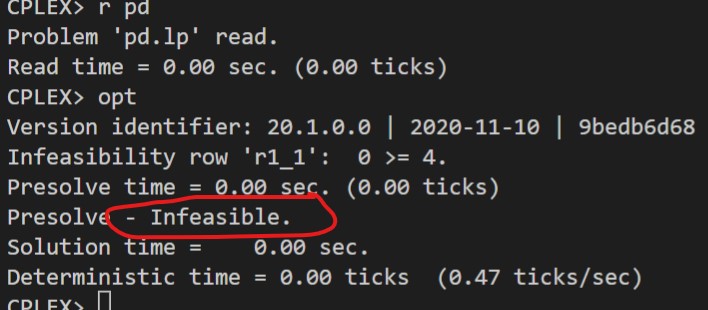 CPLEX> r pd
Problem 'pd.lp' read.
Read time = 0.00 sec. (0.00 ticks)
CPLEX> opt
Version identifier: 20.1.0.0 | 2020-11-10 | 9bedb6d68
Infeasibility row 'r1_1':  0 >= 4.
Presolve time = 0.00 sec. (0.00 ticks)
Presolve - Infeasible.
Solution time =    0.00 sec.
Deterministic time = 0.00 ticks  (0.47 ticks/sec)
CPLEX>